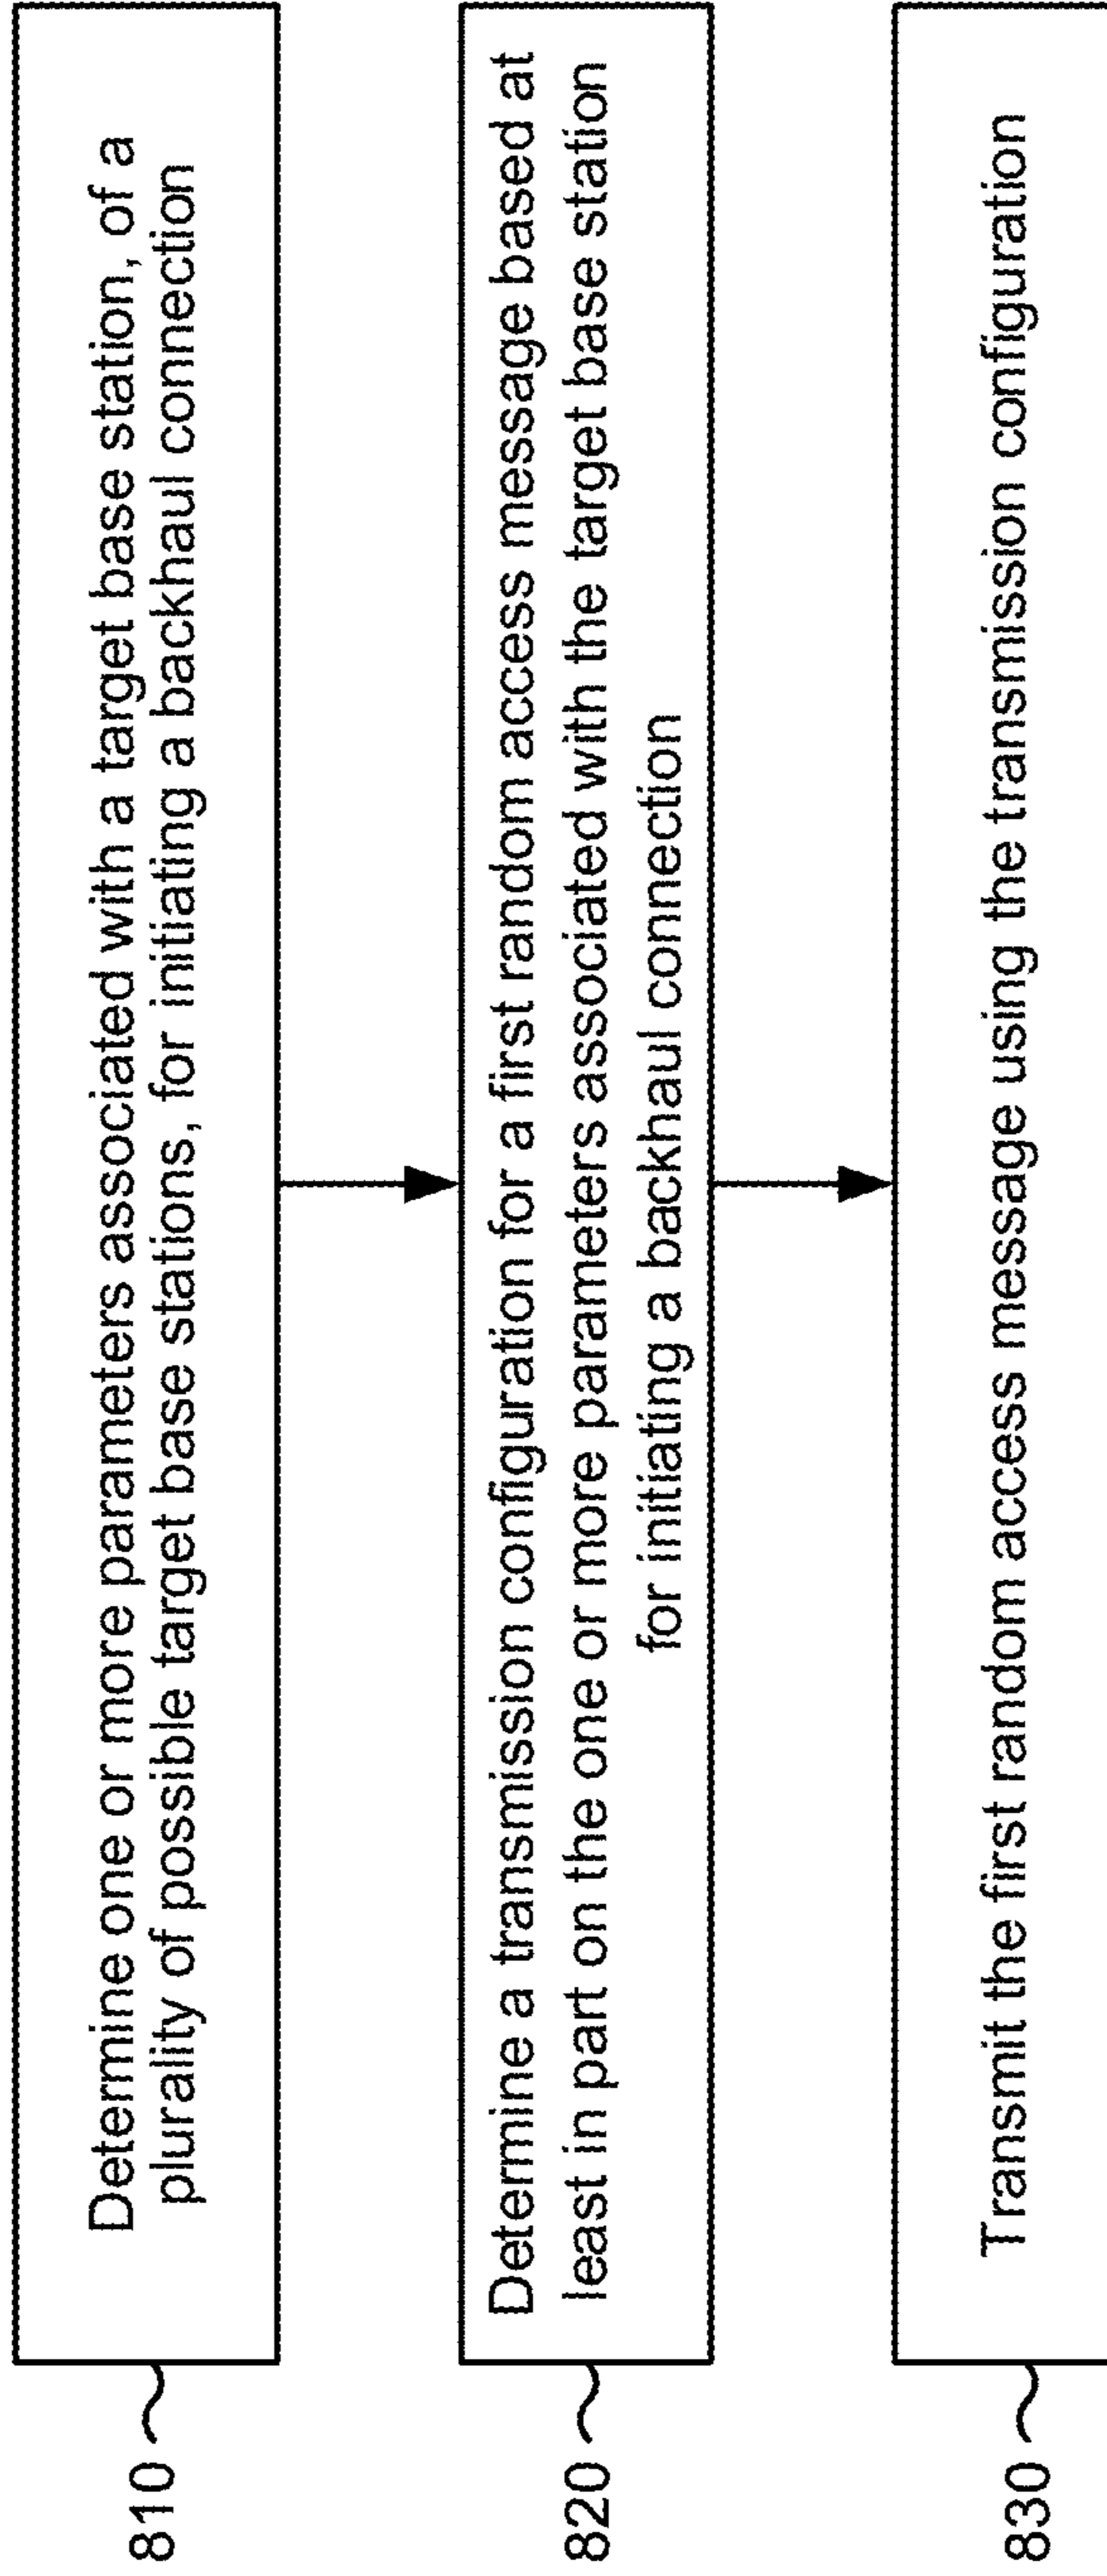 810
Determine one or more parameters associated with a target base station, of a
plurality of possible target base stations, for initiating a backhaul connection
820
Determine a transmission configuration for a first random access message based at
least in part on the one or more parameters associated with the target base station
for initiating a backhaul connection
830
Transmit the first random access message using the transmission configuration